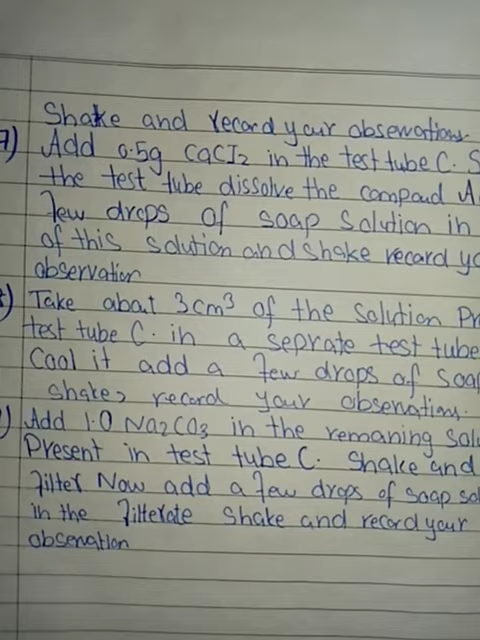 Shake and record your observations.
7) Add 0.5g CaCl2 in the test tube C. S
the test tube dissolve the compoud A
few drops of soap solution in
of this solution and shake record yo
observation
8) Take abat 3cm³ of the solution Pr
test tube C. in a seprate test tube
Cool it add a few drops of soap
shake, record your observations.
) Add 1.0 Na2CO3 in the remaning Sol
Present in test tube C. Shake and
filter Now add a few drops of soap so
in the filterate shake and record your
obsenation